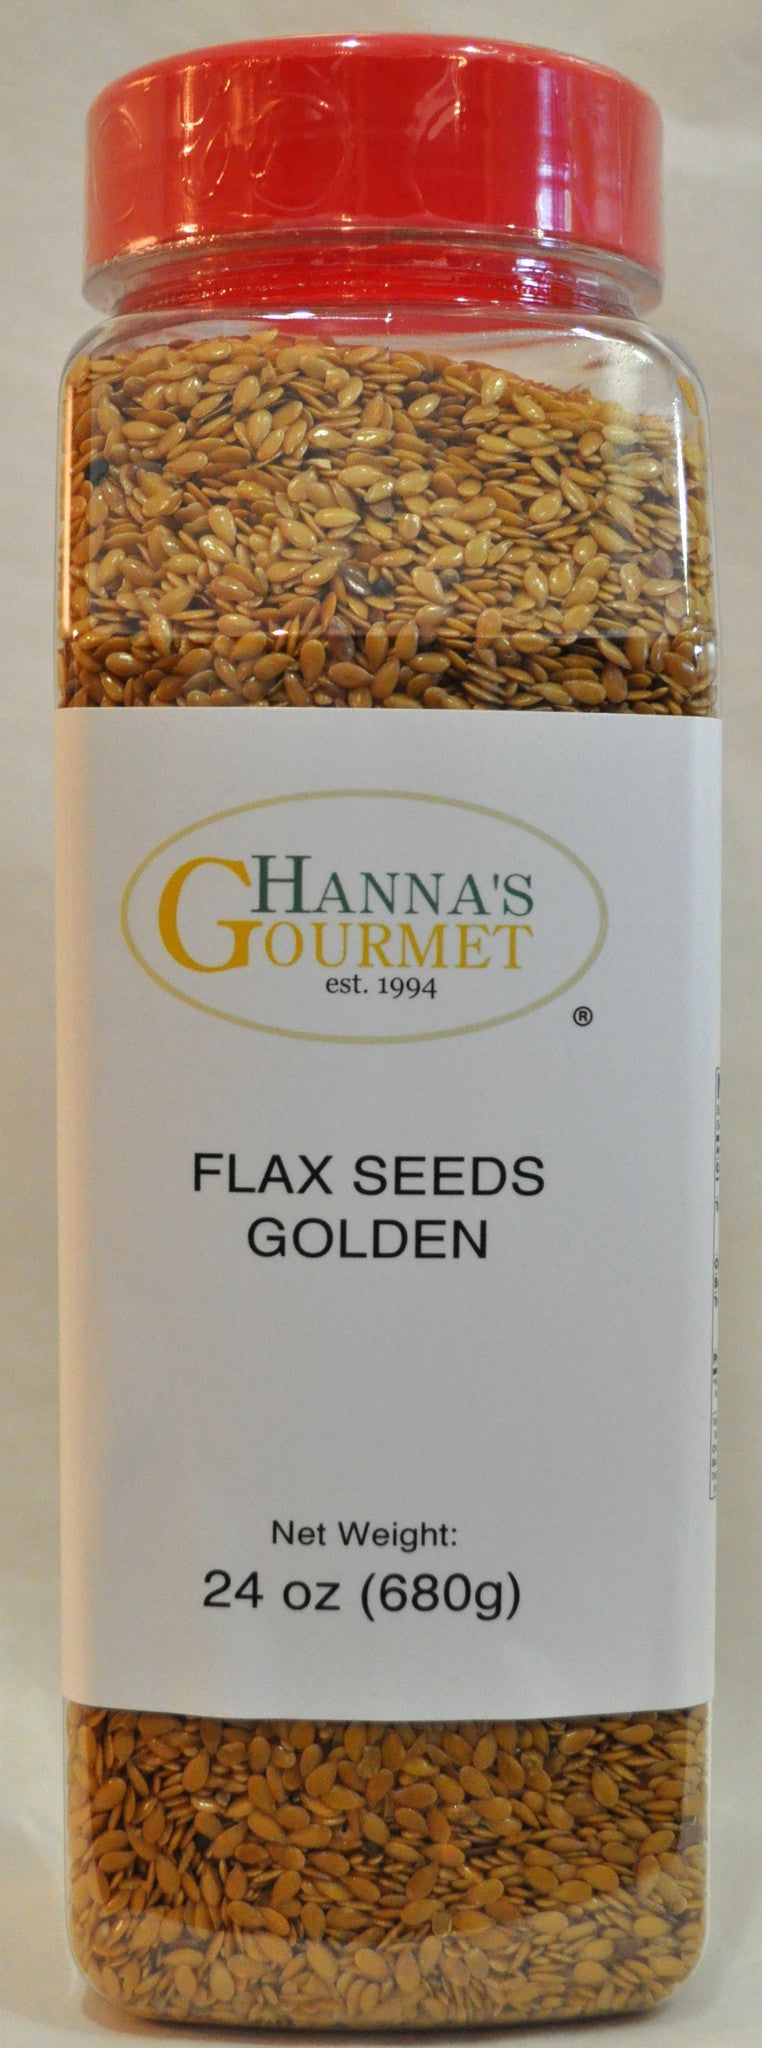 HANNA'S
GOURMET
est. 1994
®
FLAX SEEDS
GOLDEN
Net Weight:
24 oz (680g)